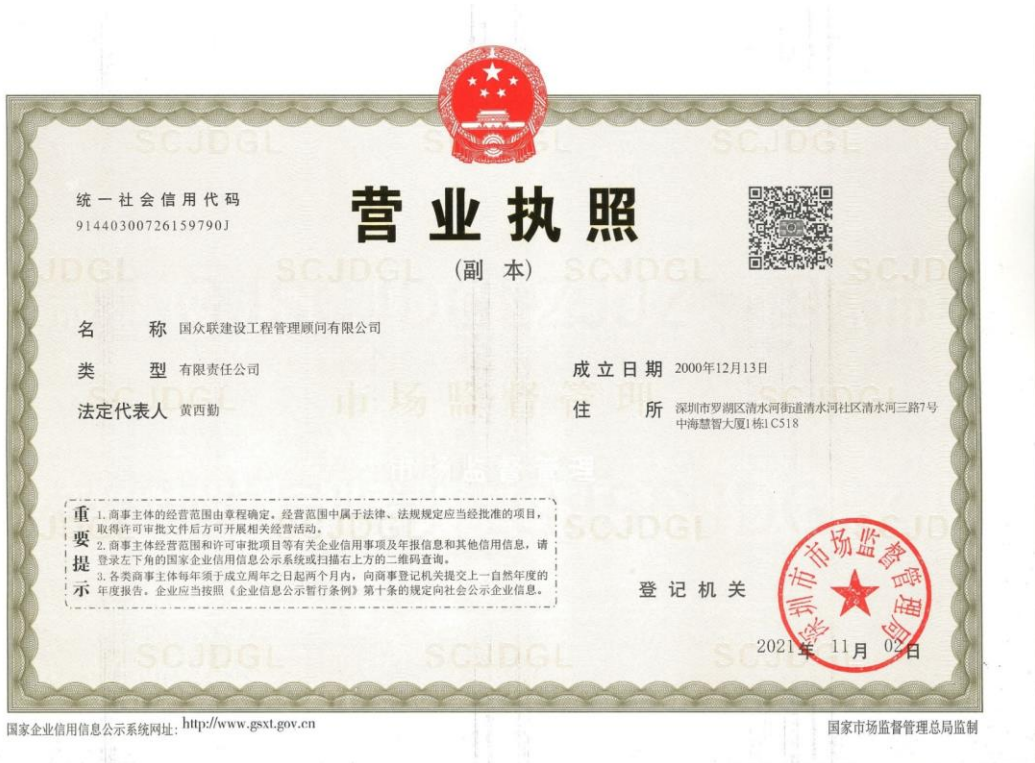 统一社会信用代码
91440300726159790J
营业执照
(副 本)
名 称 国众联建设工程管理顾问有限公司
类 型 有限责任公司
法定代表人 黄西勤
成立日期 2000年12月13日
住 所 深圳市罗湖区清水河街道清水河社区清水河三路7号
中海慧智大厦1栋1C518
重要提示
1.商事主体的经营范围由章程确定。经营范围中属于法律、法规规定应当经批准的项目，
取得许可审批文件后方可开展相关经营活动。
2.商事主体经营范围和许可审批项目等有关企业信用事项及年报信息和其他信用信息，请
登录左下角的国家企业信用信息公示系统或扫描右上方的二维码查询。
3.各类商事主体每年须于成立周年之日起两个月内，向商事登记机关提交上一自然年度的
年度报告。企业应当按照《企业信息公示暂行条例》第十条的规定向社会公示企业信息。
登记机关
深圳市市场监督管理局
2021年 11月 02日
国家企业信用信息公示系统网址：http://www.gsxt.gov.cn
国家市场监督管理总局监制
SCJDGL
市场监督管理